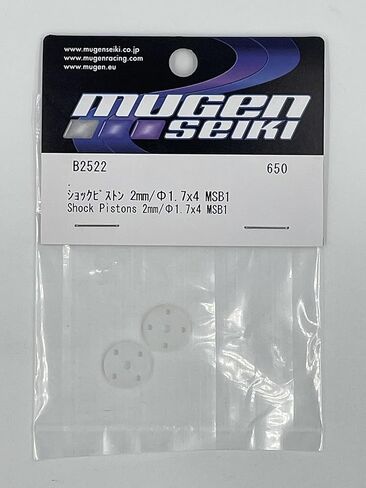 www.mugenseiki.co.jp
www.mugenracing.com
www.mugen.eu
mugen
SEIKI
B2522 650
ショックピストン 2mm/Φ1.7x4 MSB1
Shock Pistons 2mm/Φ1.7x4 MSB1